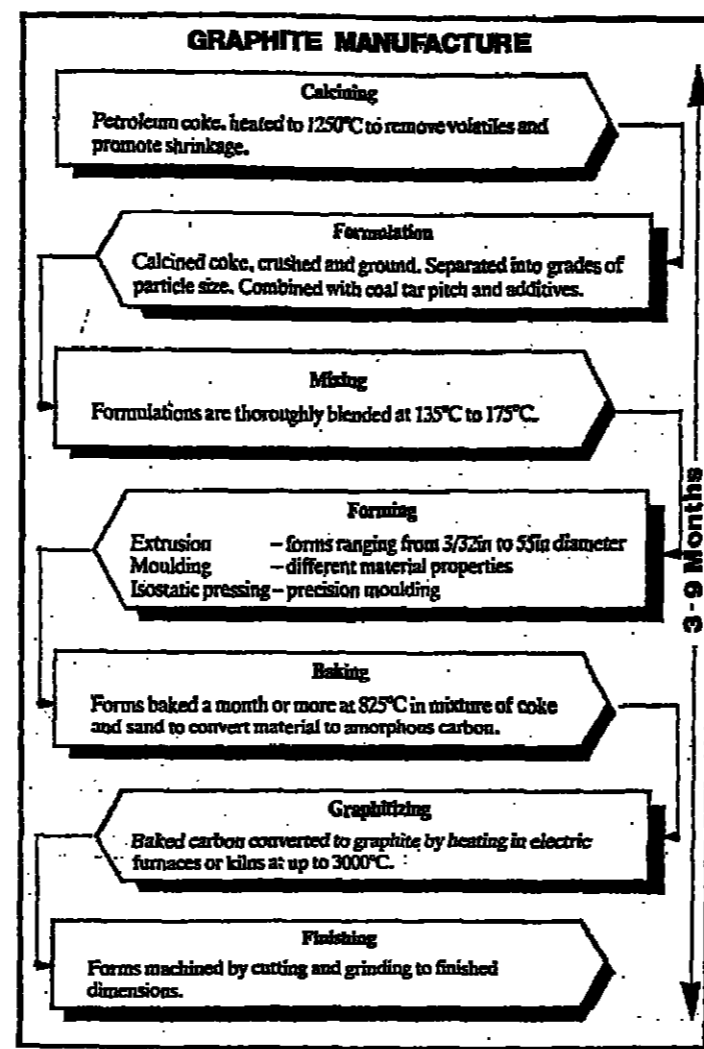 GRAPHITE MANUFACTURE
Calcining
Petroleum coke, heated to 1250°C to remove volatiles and
promote shrinkage.
Formulation
Calcined coke, crushed and ground. Separated into grades of
particle size. Combined with coal tar pitch and additives.
Mixing
Formulations are thoroughly blended at 135°C to 175°C.
Forming
Extrusion – forms ranging from 3/32in to 55in diameter
Moulding – different material properties
Isostatic pressing – precision moulding
Baking
Forms baked a month or more at 825°C in mixture of coke
and sand to convert material to amorphous carbon.
Graphitizing
Baked carbon converted to graphite by heating in electric
furnaces or kilns at up to 3000°C.
Finishing
Forms machined by cutting and grinding to finished
dimensions.
3-9 Months